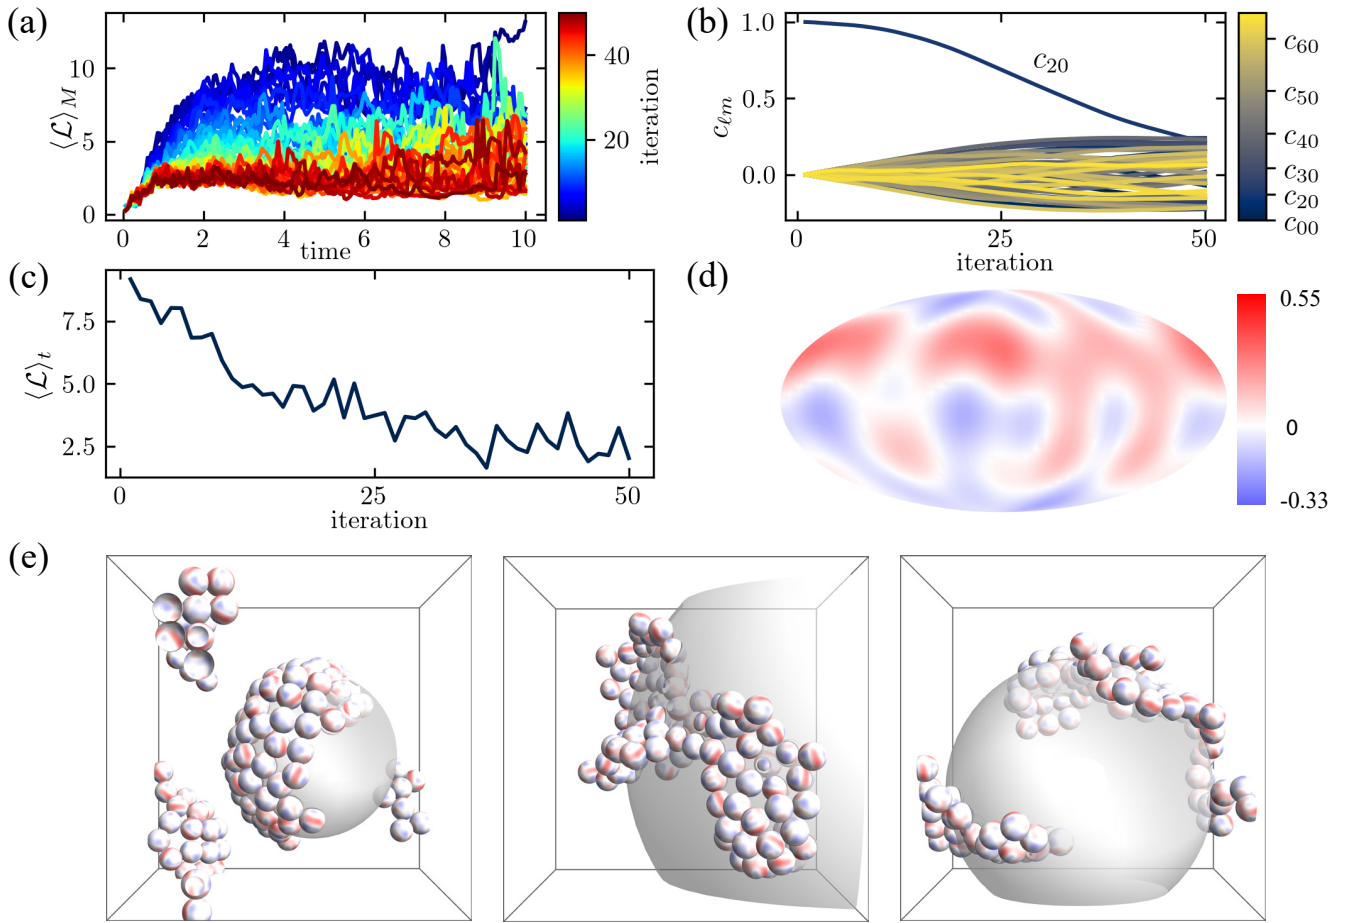 (a)
⟨ℒ⟩M
10
5
0
0 2 4 6 8 10
time
40
20
iteration
(b)
cℓm
1.0
0.5
0.0
c20
0 25 50
iteration
c60
c50
c40
c30
c20
c00
(c)
⟨ℒ⟩t
7.5
5.0
2.5
0 25 50
iteration
(d)
0.55
0
-0.33
(e)